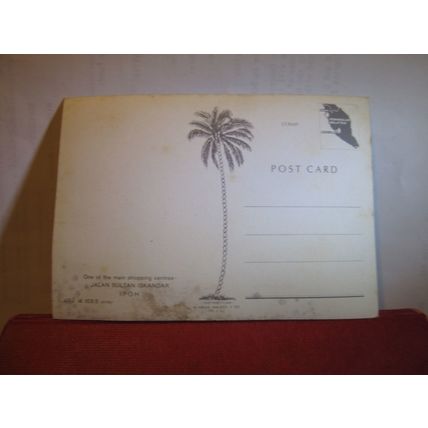 STAMP
POST CARD
One of the main shopping centres
JALAN SULTAN ISKANDAR
IPOH